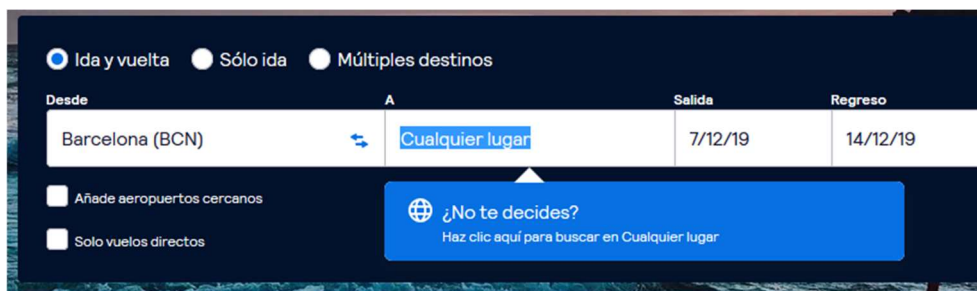 Ida y vuelta Sólo ida Múltiples destinos
Desde A Salida Regreso
Barcelona (BCN) Cualquier lugar 7/12/19 14/12/19
Añade aeropuertos cercanos
¿No te decides?
Haz clic aquí para buscar en Cualquier lugar
Solo vuelos directos